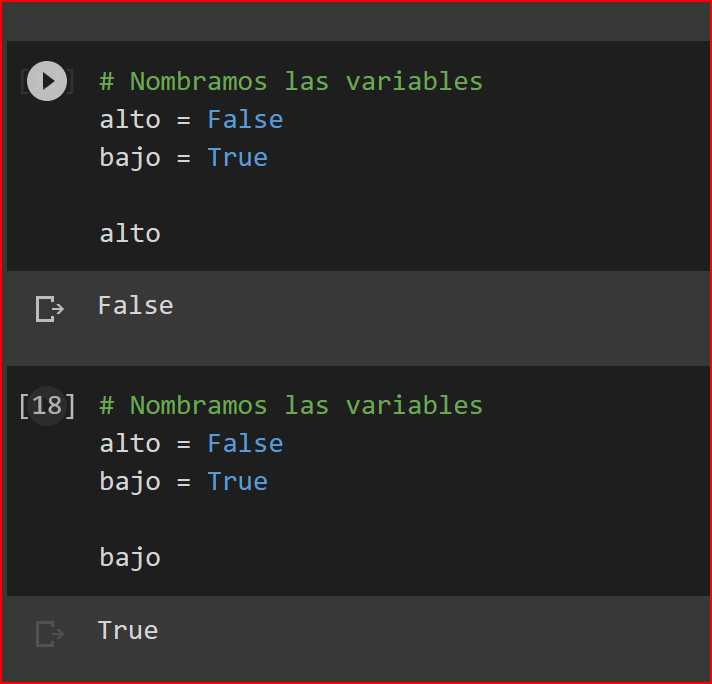 # Nombramos las variables
alto = False
bajo = True
alto
False
[18] # Nombramos las variables
alto = False
bajo = True
bajo
True